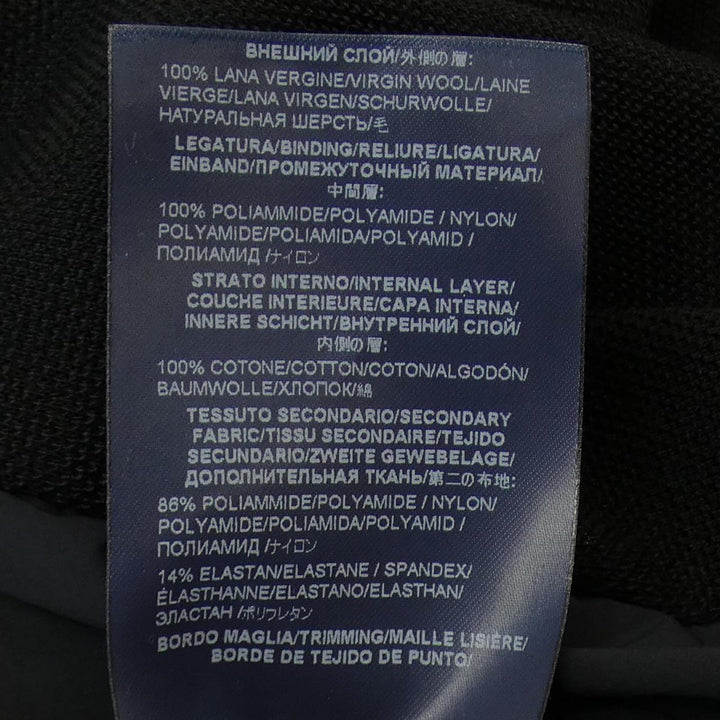 ВНЕШНИЙ СЛОЙ/外側の層:
100% LANA VERGINE/VIRGIN WOOL/LAINE
VIERGE/LANA VIRGEN/SCHURWOLLE/
НАТУРАЛЬНАЯ ШЕРСТЬ/毛
LEGATURA/BINDING/RELIURE/LIGATURA/
EINBAND/ПРОМЕЖУТОЧНЫЙ МАТЕРИАЛ/
中間層:
100% POLIAMMIDE/POLYAMIDE / NYLON/
POLYAMIDE/POLIAMIDA/POLYAMID /
ПОЛИАМИД /ナイロン
STRATO INTERNO/INTERNAL LAYER/
COUCHE INTERIEURE/CAPA INTERNA/
INNERE SCHICHT/ВНУТРЕННИЙ СЛОЙ/
内側の層:
100% COTONE/COTTON/COTON/ALGODÓN/
BAUMWOLLE/ХЛОПОК/綿
TESSUTO SECONDARIO/SECONDARY
FABRIC/TISSU SECONDAIRE/TEJIDO
SECUNDARIO/ZWEITE GEWEBELAGE/
ДОПОЛНИТЕЛЬНАЯ ТКАНЬ/第二の布地:
86% POLIAMMIDE/POLYAMIDE / NYLON/
POLYAMIDE/POLIAMIDA/POLYAMID /
ПОЛИАМИД /ナイロン
14% ELASTAN/ELASTANE / SPANDEX/
ÉLASTHANNE/ELASTANO/ELASTHAN/
ЭЛАСТАН /ポリウレタン
BORDO MAGLIA/TRIMMING/MAILLE LISIÈRE/
BORDE DE TEJIDO DE PUNTO/